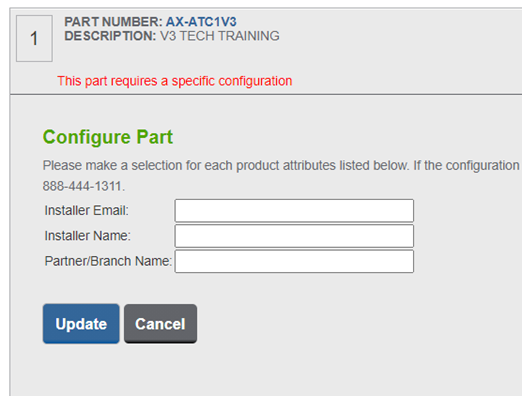 1
PART NUMBER: AX-ATC1V3
DESCRIPTION: V3 TECH TRAINING
This part requires a specific configuration
Configure Part
Please make a selection for each product attributes listed below. If the configuration
888-444-1311.
Installer Email:
Installer Name:
Partner/Branch Name:
Update Cancel